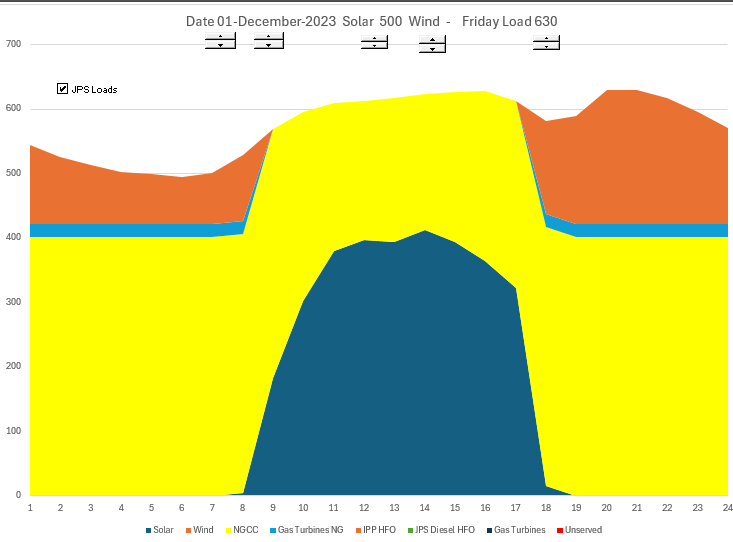 Date 01-December-2023 Solar 500 Wind - Friday Load 630
700
JPS Loads
600
500
400
300
200
100
0
1 2 3 4 5 6 7 8 9 10 11 12 13 14 15 16 17 18 19 20 21 22 23 24
Solar Wind NGCC Gas Turbines NG IPP HFO JPS Diesel HFO Gas Turbines Unserved